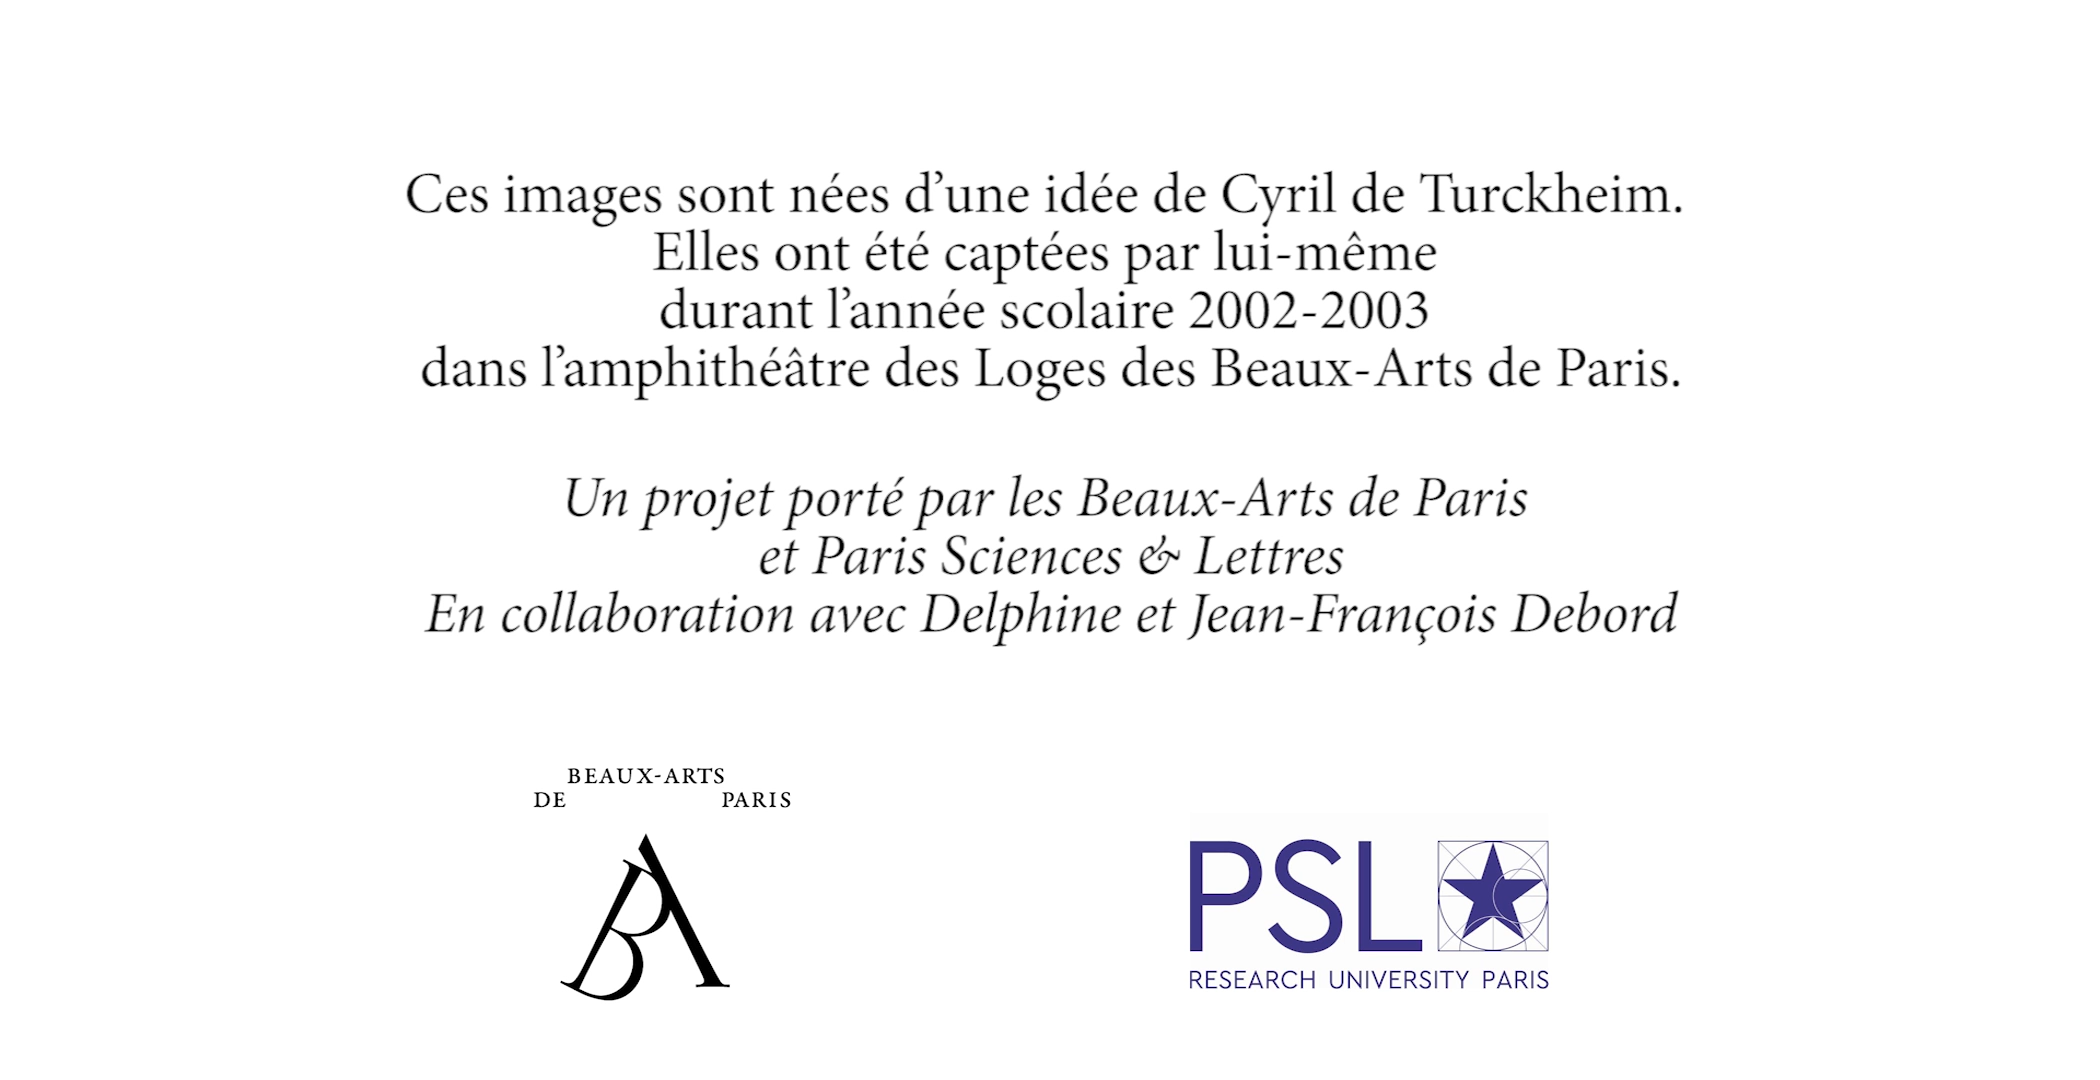 Ces images sont nées d’une idée de Cyril de Turckheim.
Elles ont été captées par lui-même
durant l’année scolaire 2002-2003
dans l’amphithéâtre des Loges des Beaux-Arts de Paris.
Un projet porté par les Beaux-Arts de Paris
et Paris Sciences & Lettres
En collaboration avec Delphine et Jean-François Debord
BEAUX-ARTS
DE PARIS
BA
PSL
RESEARCH UNIVERSITY PARIS